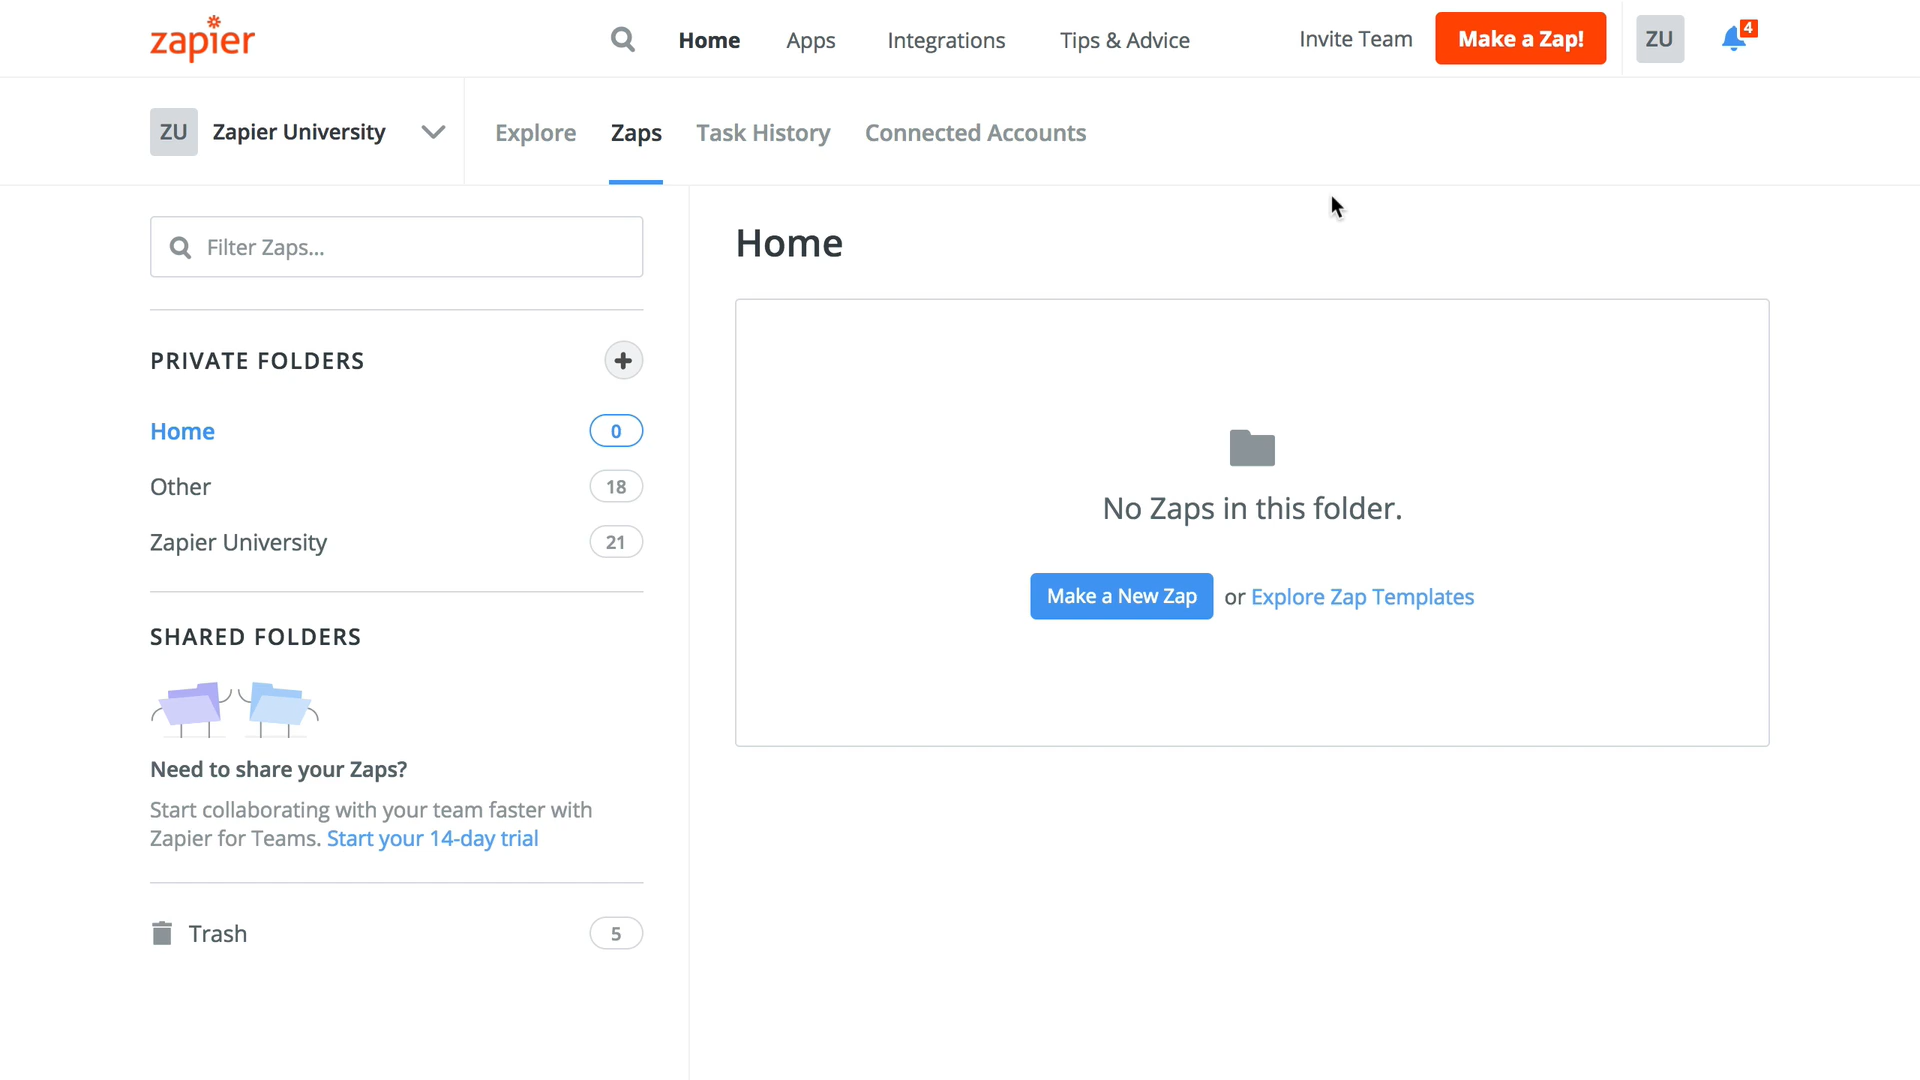 zapier
Home
Apps
Integrations
Tips & Advice
Invite Team
Make a Zap!
ZU
4
ZU
Zapier University
Explore
Zaps
Task History
Connected Accounts
Filter Zaps...
PRIVATE FOLDERS
Home
0
Other
18
Zapier University
21
SHARED FOLDERS
Need to share your Zaps?
Start collaborating with your team faster with
Zapier for Teams. Start your 14-day trial
Trash
5
Home
No Zaps in this folder.
Make a New Zap or Explore Zap Templates